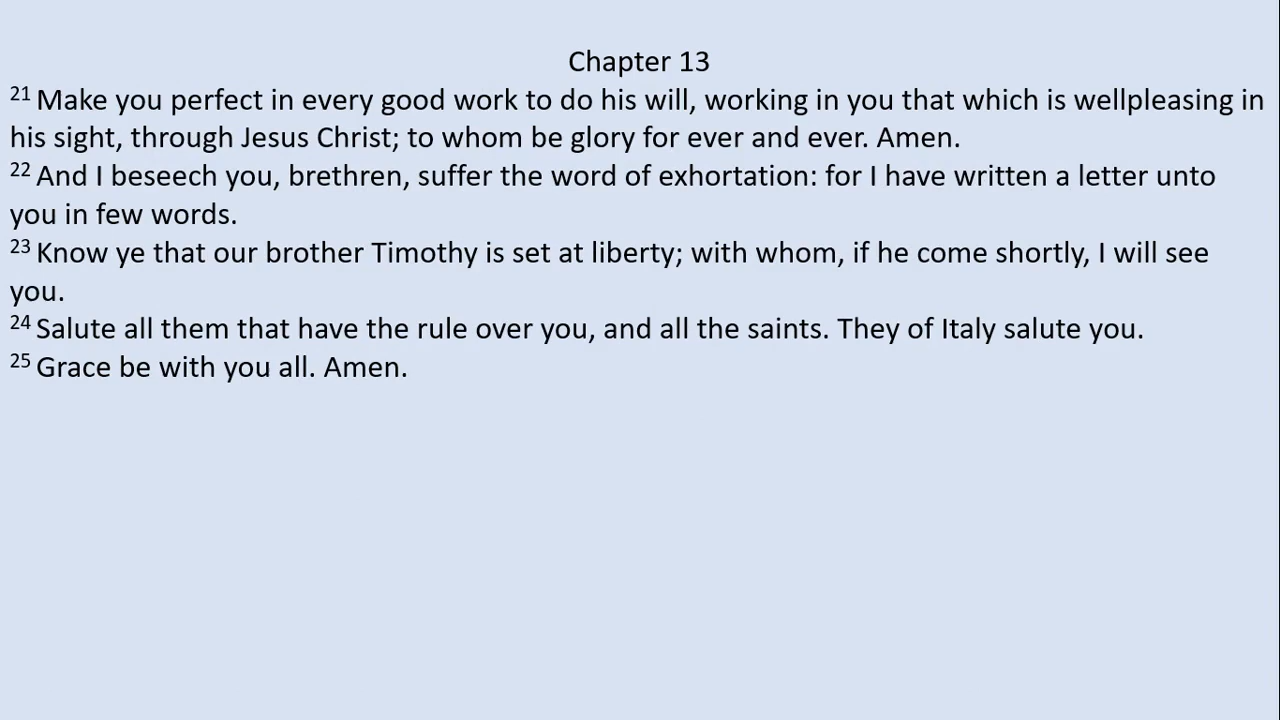 Chapter 13
21 Make you perfect in every good work to do his will, working in you that which is wellpleasing in
his sight, through Jesus Christ; to whom be glory for ever and ever. Amen.
22 And I beseech you, brethren, suffer the word of exhortation: for I have written a letter unto
you in few words.
23 Know ye that our brother Timothy is set at liberty; with whom, if he come shortly, I will see
you.
24 Salute all them that have the rule over you, and all the saints. They of Italy salute you.
25 Grace be with you all. Amen.